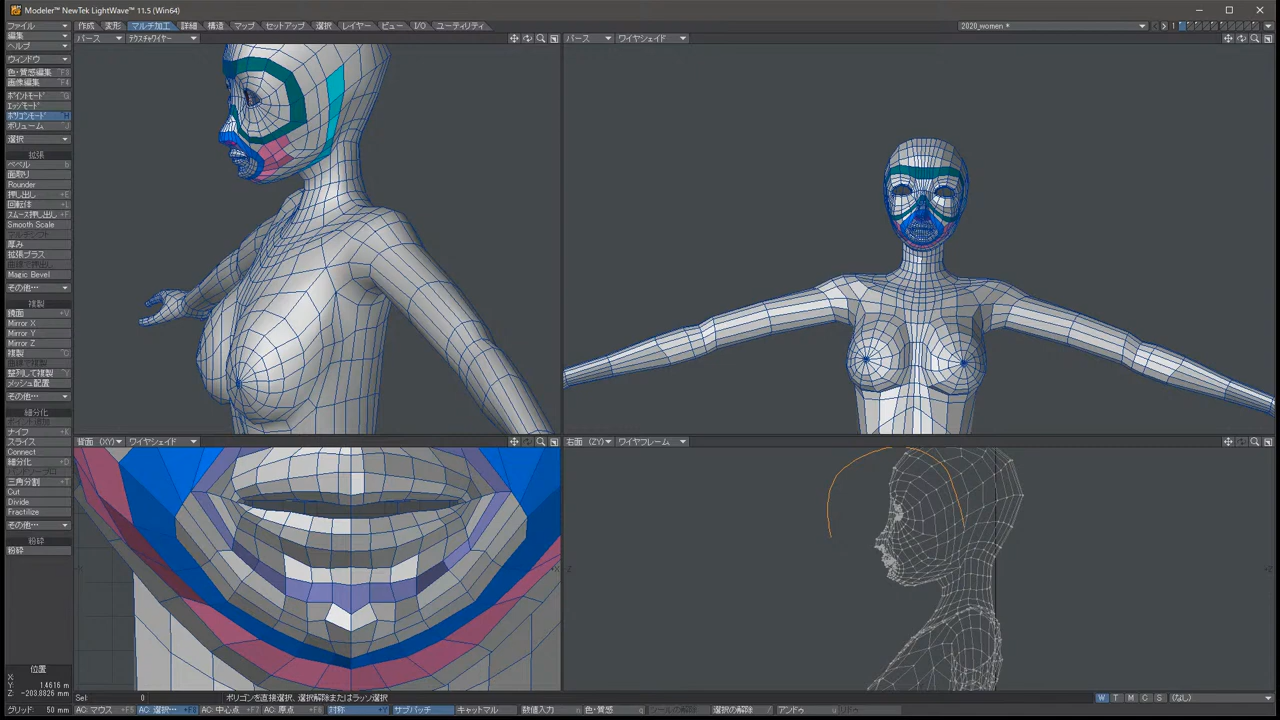 Modeler™ NewTek LightWave™ 11.5 (Win64)
ファイル 作成 変形 マルチ加工 詳細 構造 マップ セットアップ 選択 レイヤー ビュー I/O ユーティリティ 2020_women * 1
編集
ヘルプ
パース テクスチャワイヤー パース ワイヤシェイド
ウィンドウ
色・質感編集 ^F3
画像編集 ^F4
ポイントモード ^G
エッジモード
ポリゴンモード ^H
ボリューム ^J
選択
拡張
ベベル b
面取り
Rounder
押し出し +E
回転体 +L
スムース押し出し +F
Smooth Scale
厚み
拡張プラス
Magic Bevel
その他…
複製
鏡面 +V
Mirror X
Mirror Y
Mirror Z
複製 ^C
整列して複製 ^Y
メッシュ配置
その他…
細分化
ナイフ +K
スライス
Connect
細分化 +D
三角分割 +T
Cut
Divide
Fractilize
その他…
粉砕
粉砕
背面 (XY) ワイヤシェイド 右面 (ZY) ワイヤフレーム
位置
X:
Y: 1.4616 m
Z: -203.8826 mm
グリッド: 50 mm
Sel: 0 ポリゴンを直接選択, 選択解除またはラッソ選択 W T M C S (なし)
AC: マウス +F5 AC: 選択… +F6 AC: 中心点 +F7 AC: 原点 +F8 対称 +Y サブパッチ キャットマル 数値入力 n 色・質感 q 選択の解除 / アンドゥ u